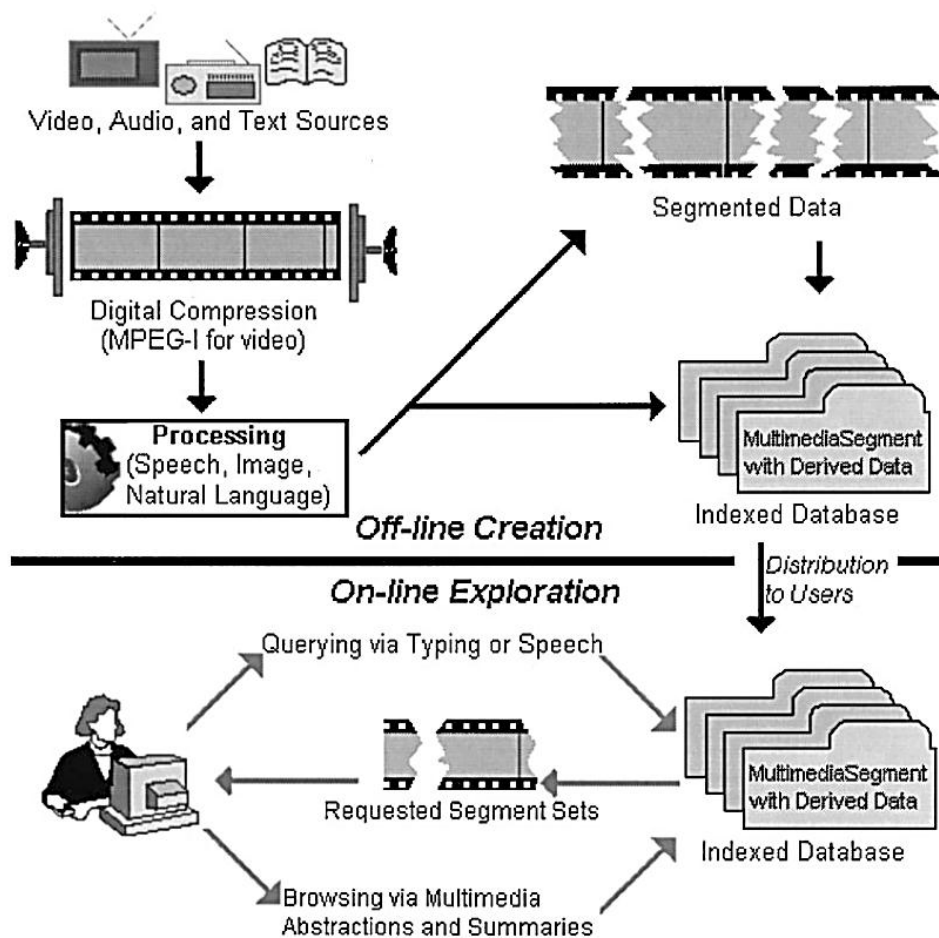 Video, Audio, and Text Sources
Segmented Data
Digital Compression
(MPEG-I for video)
Processing
(Speech, Image,
Natural Language)
MultimediaSegment
with Derived Data
Indexed Database
Off-line Creation
Distribution
to Users
On-line Exploration
Querying via Typing or Speech
Requested Segment Sets
MultimediaSegment
with Derived Data
Indexed Database
Browsing via Multimedia
Abstractions and Summaries